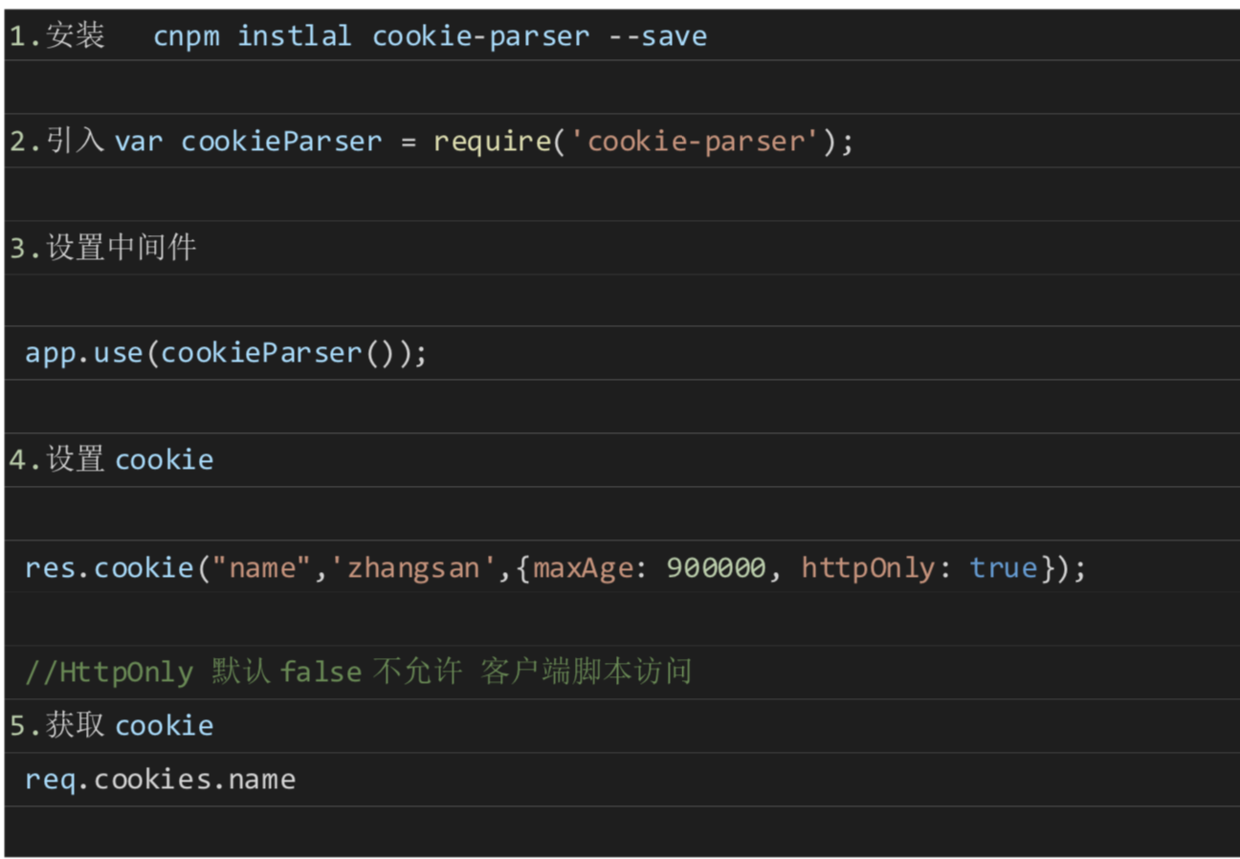 1.安装 cnpm instlal cookie-parser --save
2.引入 var cookieParser = require('cookie-parser');
3.设置中间件
app.use(cookieParser());
4.设置 cookie
res.cookie("name",'zhangsan',{maxAge: 900000, httpOnly: true});
//HttpOnly 默认 false 不允许 客户端脚本访问
5.获取 cookie
req.cookies.name